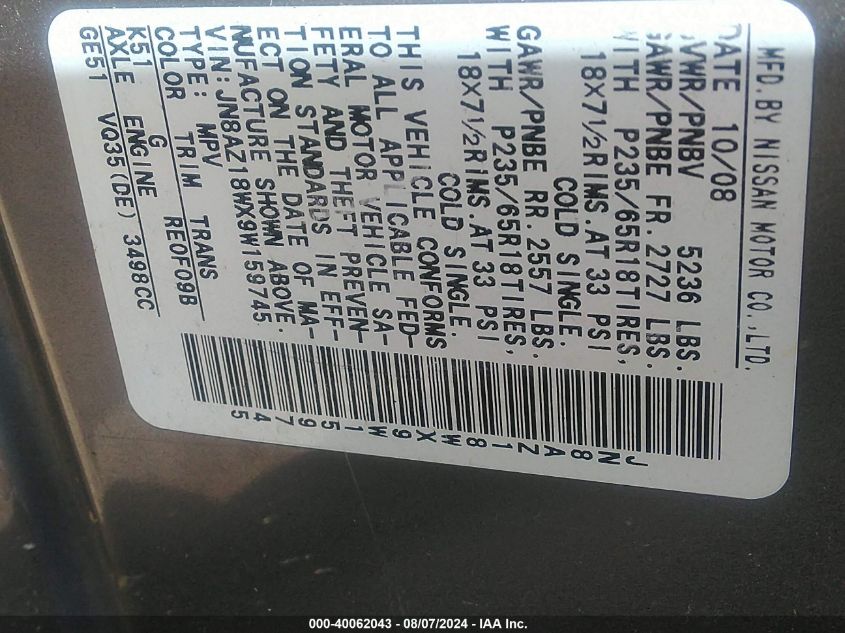 MFD. BY NISSAN MOTOR CO., LTD.
DATE 10/08
GVWR/PNBV 5236 LBS.
GAWR/PNBE FR. 2727 LBS.
WITH P235/65R18TIRES,
18X7 1/2RIMS. AT 33 PSI
COLD SINGLE.
GAWR/PNBE RR. 2557 LBS.
WITH P235/65R18TIRES,
18X7 1/2RIMS. AT 33 PSI
COLD SINGLE.
THIS VEHICLE CONFORMS
TO ALL APPLICABLE FED-
ERAL MOTOR VEHICLE SA-
FETY AND THEFT PREVEN-
TION STANDARDS IN EFF-
ECT ON THE DATE OF MA-
NUFACTURE SHOWN ABOVE.
VIN: JN8AZ18WX9W159745
TYPE: MPV
COLOR TRIM TRANS
K51 G RE0F09B
AXLE ENGINE
GE51 VQ35(DE) 3498CC
JN8AZ18WX9W159745
000-40062043 - 08/07/2024 - IAA Inc.